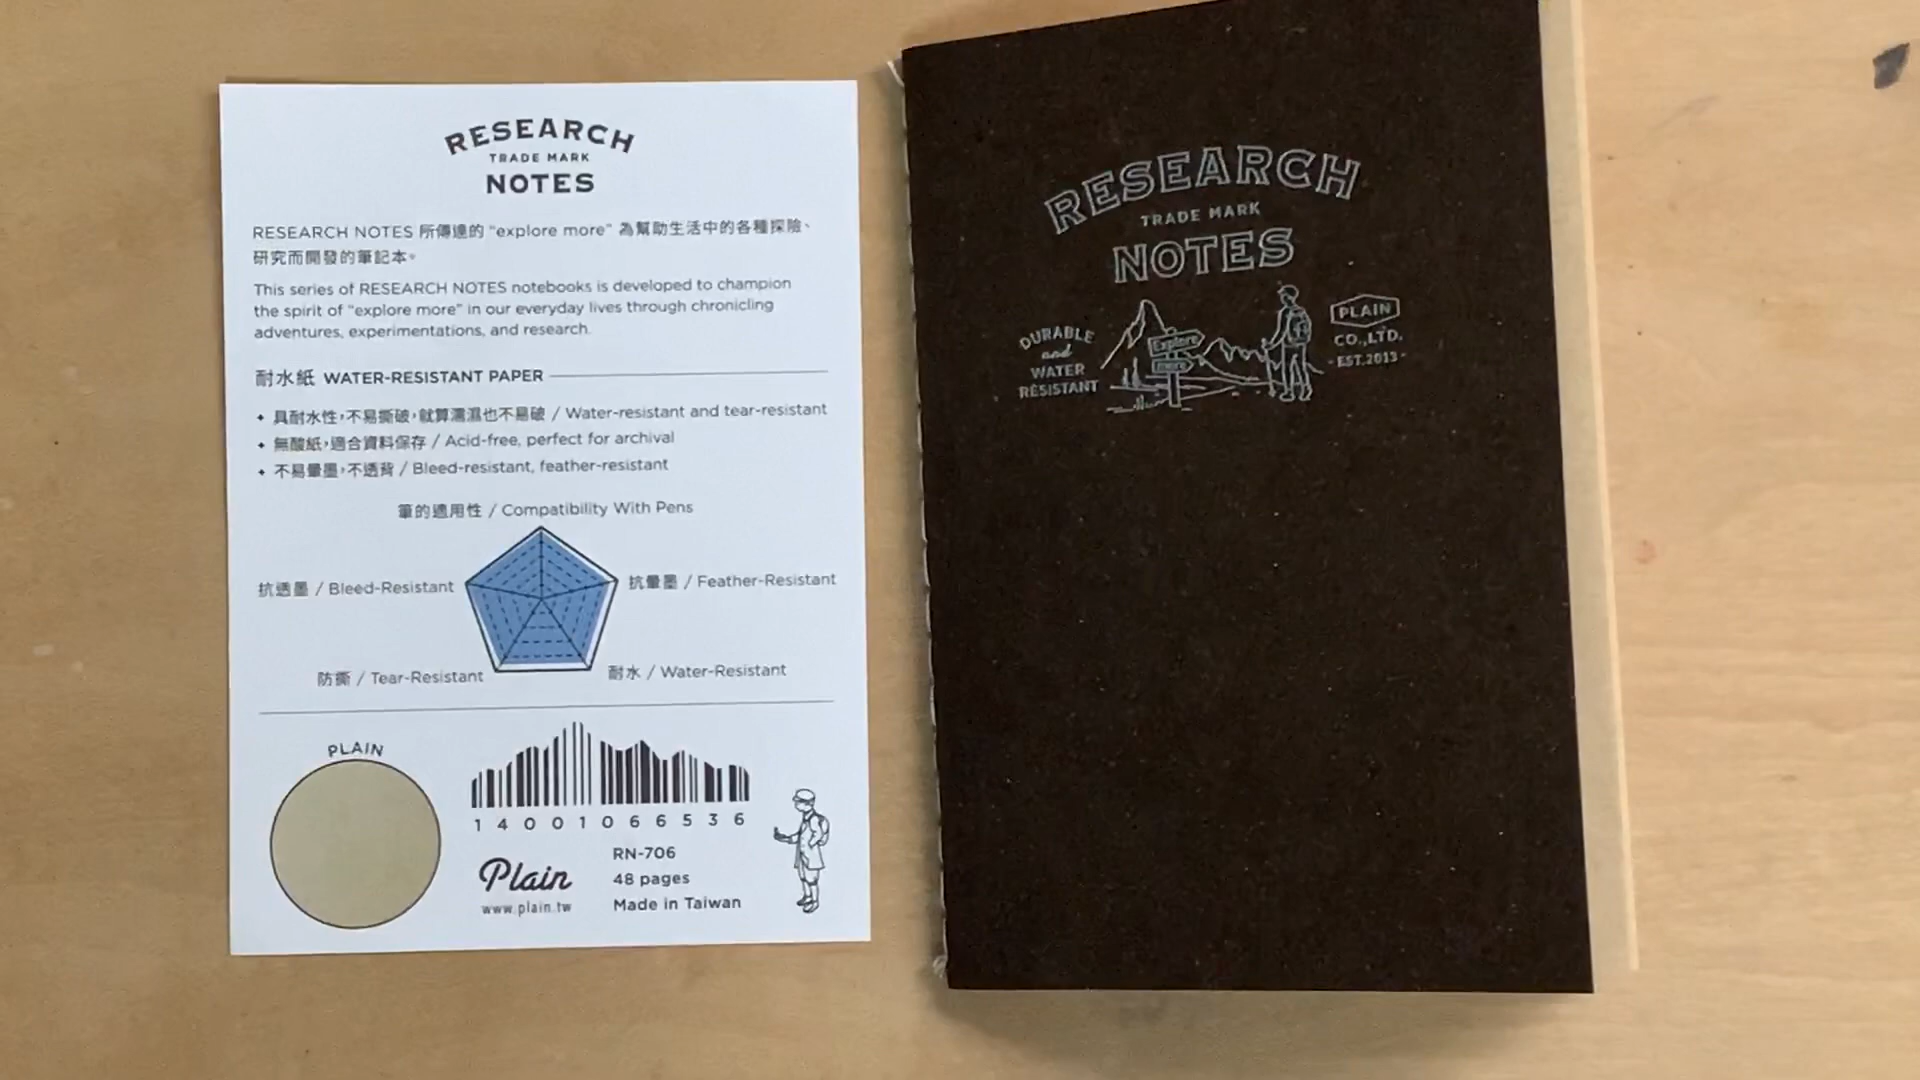 RESEARCH
TRADE MARK
NOTES
RESEARCH NOTES 所傳達的 “explore more” 為幫助生活中的各種探險、
研究而開發的筆記本。
This series of RESEARCH NOTES notebooks is developed to champion
the spirit of “explore more” in our everyday lives through chronicling
adventures, experimentations, and research.
耐水紙 WATER-RESISTANT PAPER
具耐水性，不易撕破，就算濡濕也不易破 / Water-resistant and tear-resistant
無酸紙，適合資料保存 / Acid-free, perfect for archival
不易暈墨，不透背 / Bleed-resistant, feather-resistant
筆的適用性 / Compatibility With Pens
抗透墨 / Bleed-Resistant
抗暈墨 / Feather-Resistant
防撕 / Tear-Resistant
耐水 / Water-Resistant
PLAIN
1 4 0 0 1 0 6 6 5 3 6
Plain
www.plain.tw
RN-706
48 pages
Made in Taiwan
RESEARCH
TRADE MARK
NOTES
DURABLE
and
WATER
RESISTANT
Explore
more
PLAIN
CO.,LTD.
-EST.2013-